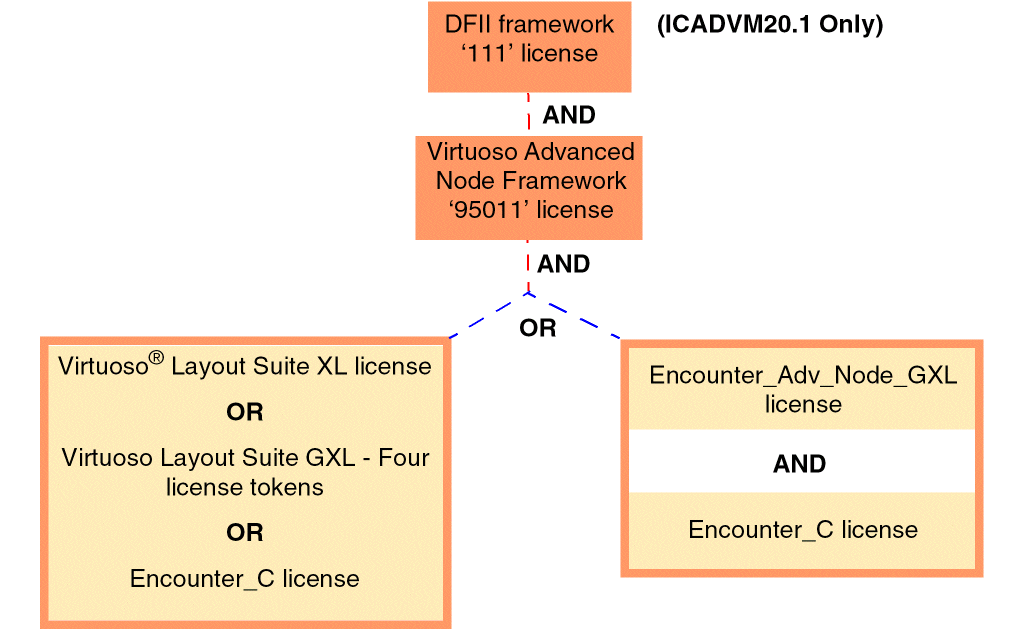 DFII framework
‘111’ license
(ICADVM20.1 Only)
AND
Virtuoso Advanced
Node Framework
‘95011’ license
AND
OR
Virtuoso® Layout Suite XL license
OR
Virtuoso Layout Suite GXL - Four
license tokens
OR
Encounter_C license
Encounter_Adv_Node_GXL
license
AND
Encounter_C license